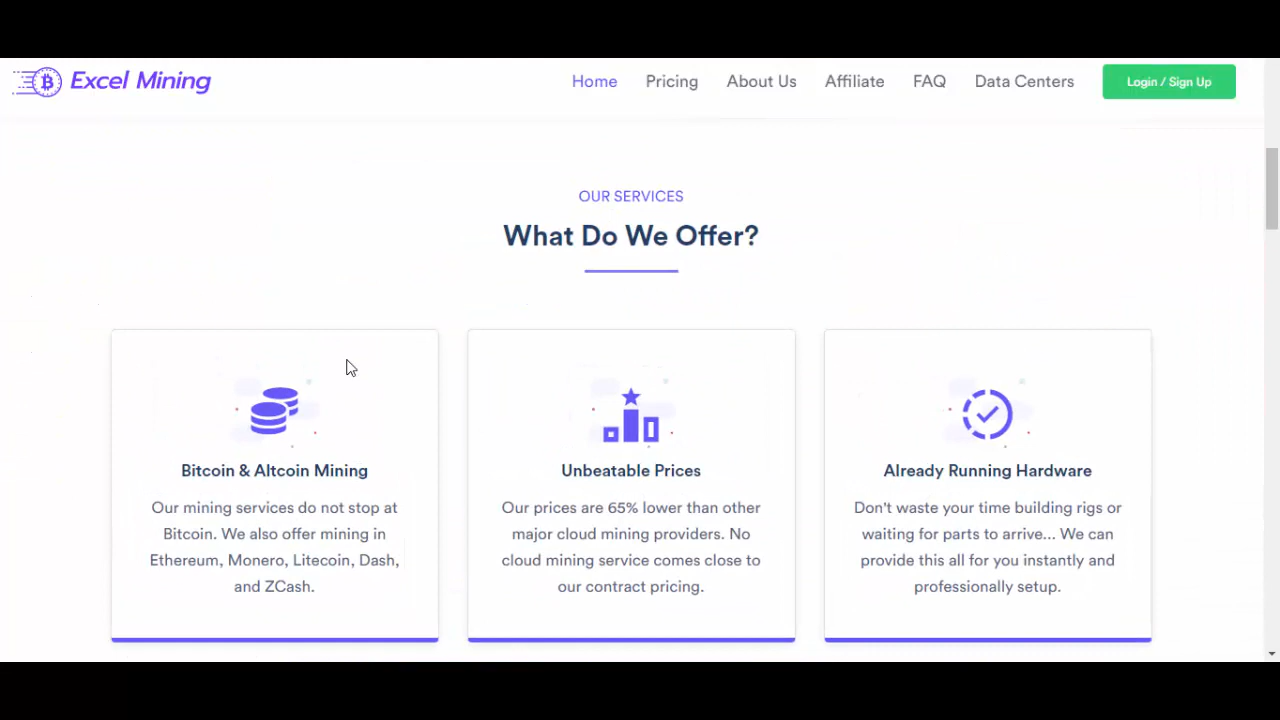 Excel Mining
Home Pricing About Us Affiliate FAQ Data Centers Login / Sign Up
OUR SERVICES
What Do We Offer?
Bitcoin & Altcoin Mining
Our mining services do not stop at
Bitcoin. We also offer mining in
Ethereum, Monero, Litecoin, Dash,
and ZCash.
Unbeatable Prices
Our prices are 65% lower than other
major cloud mining providers. No
cloud mining service comes close to
our contract pricing.
Already Running Hardware
Don't waste your time building rigs or
waiting for parts to arrive... We can
provide this all for you instantly and
professionally setup.